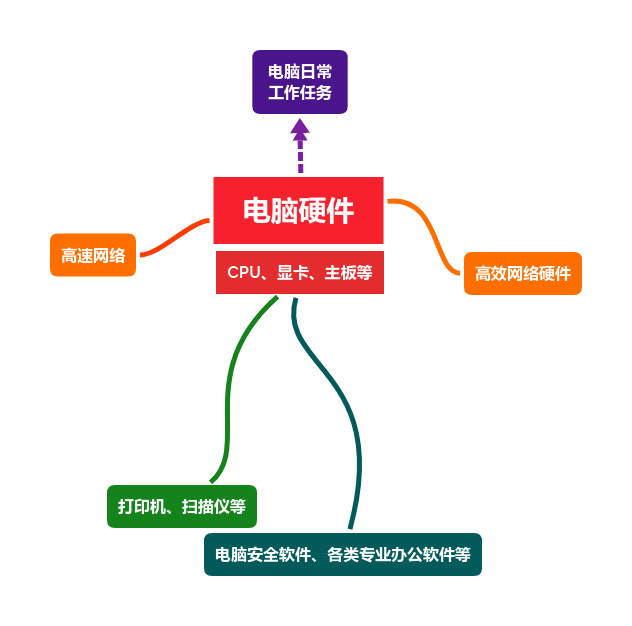 电脑日常
工作任务
电脑硬件
高速网络
CPU、显卡、主板等
高效网络硬件
打印机、扫描仪等
电脑安全软件、各类专业办公软件等